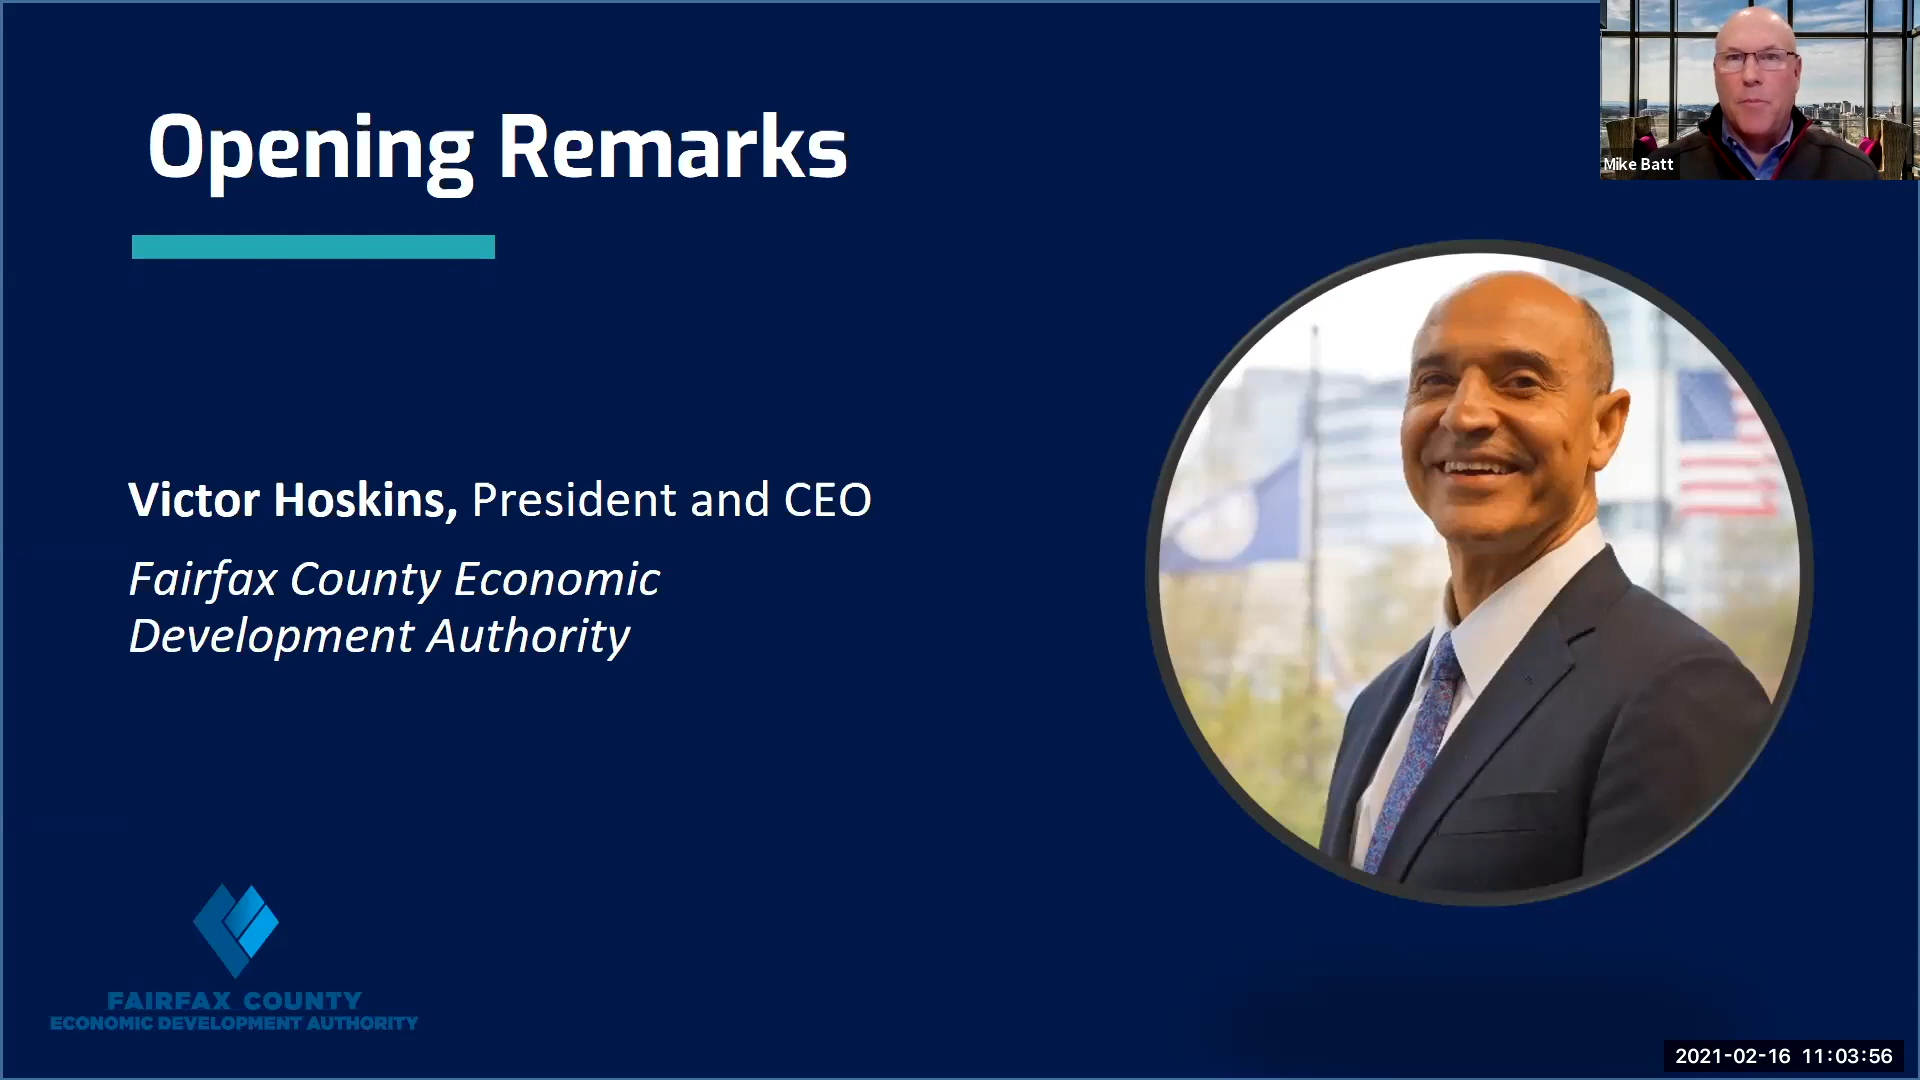 Opening Remarks
Mike Batt
Victor Hoskins, President and CEO
Fairfax County Economic
Development Authority
FAIRFAX COUNTY
ECONOMIC DEVELOPMENT AUTHORITY
2021-02-16 11:03:56